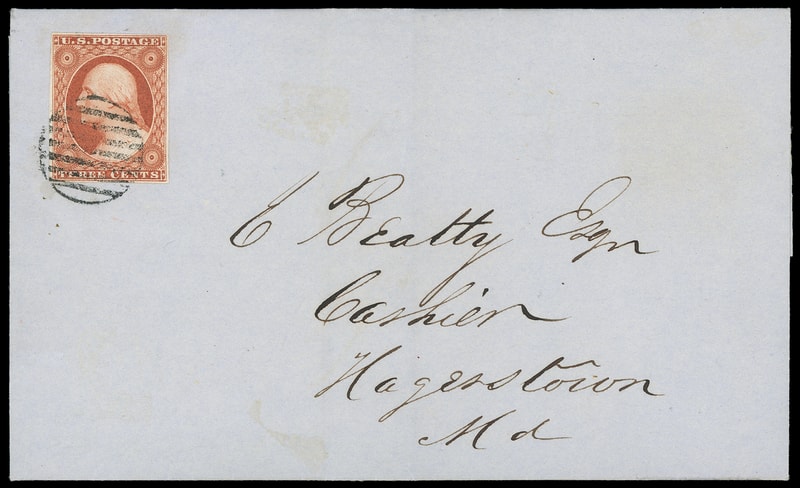 U.S. POSTAGE
THREE CENTS
E Beatty Esqr
Cashier
Hagerstown
Md